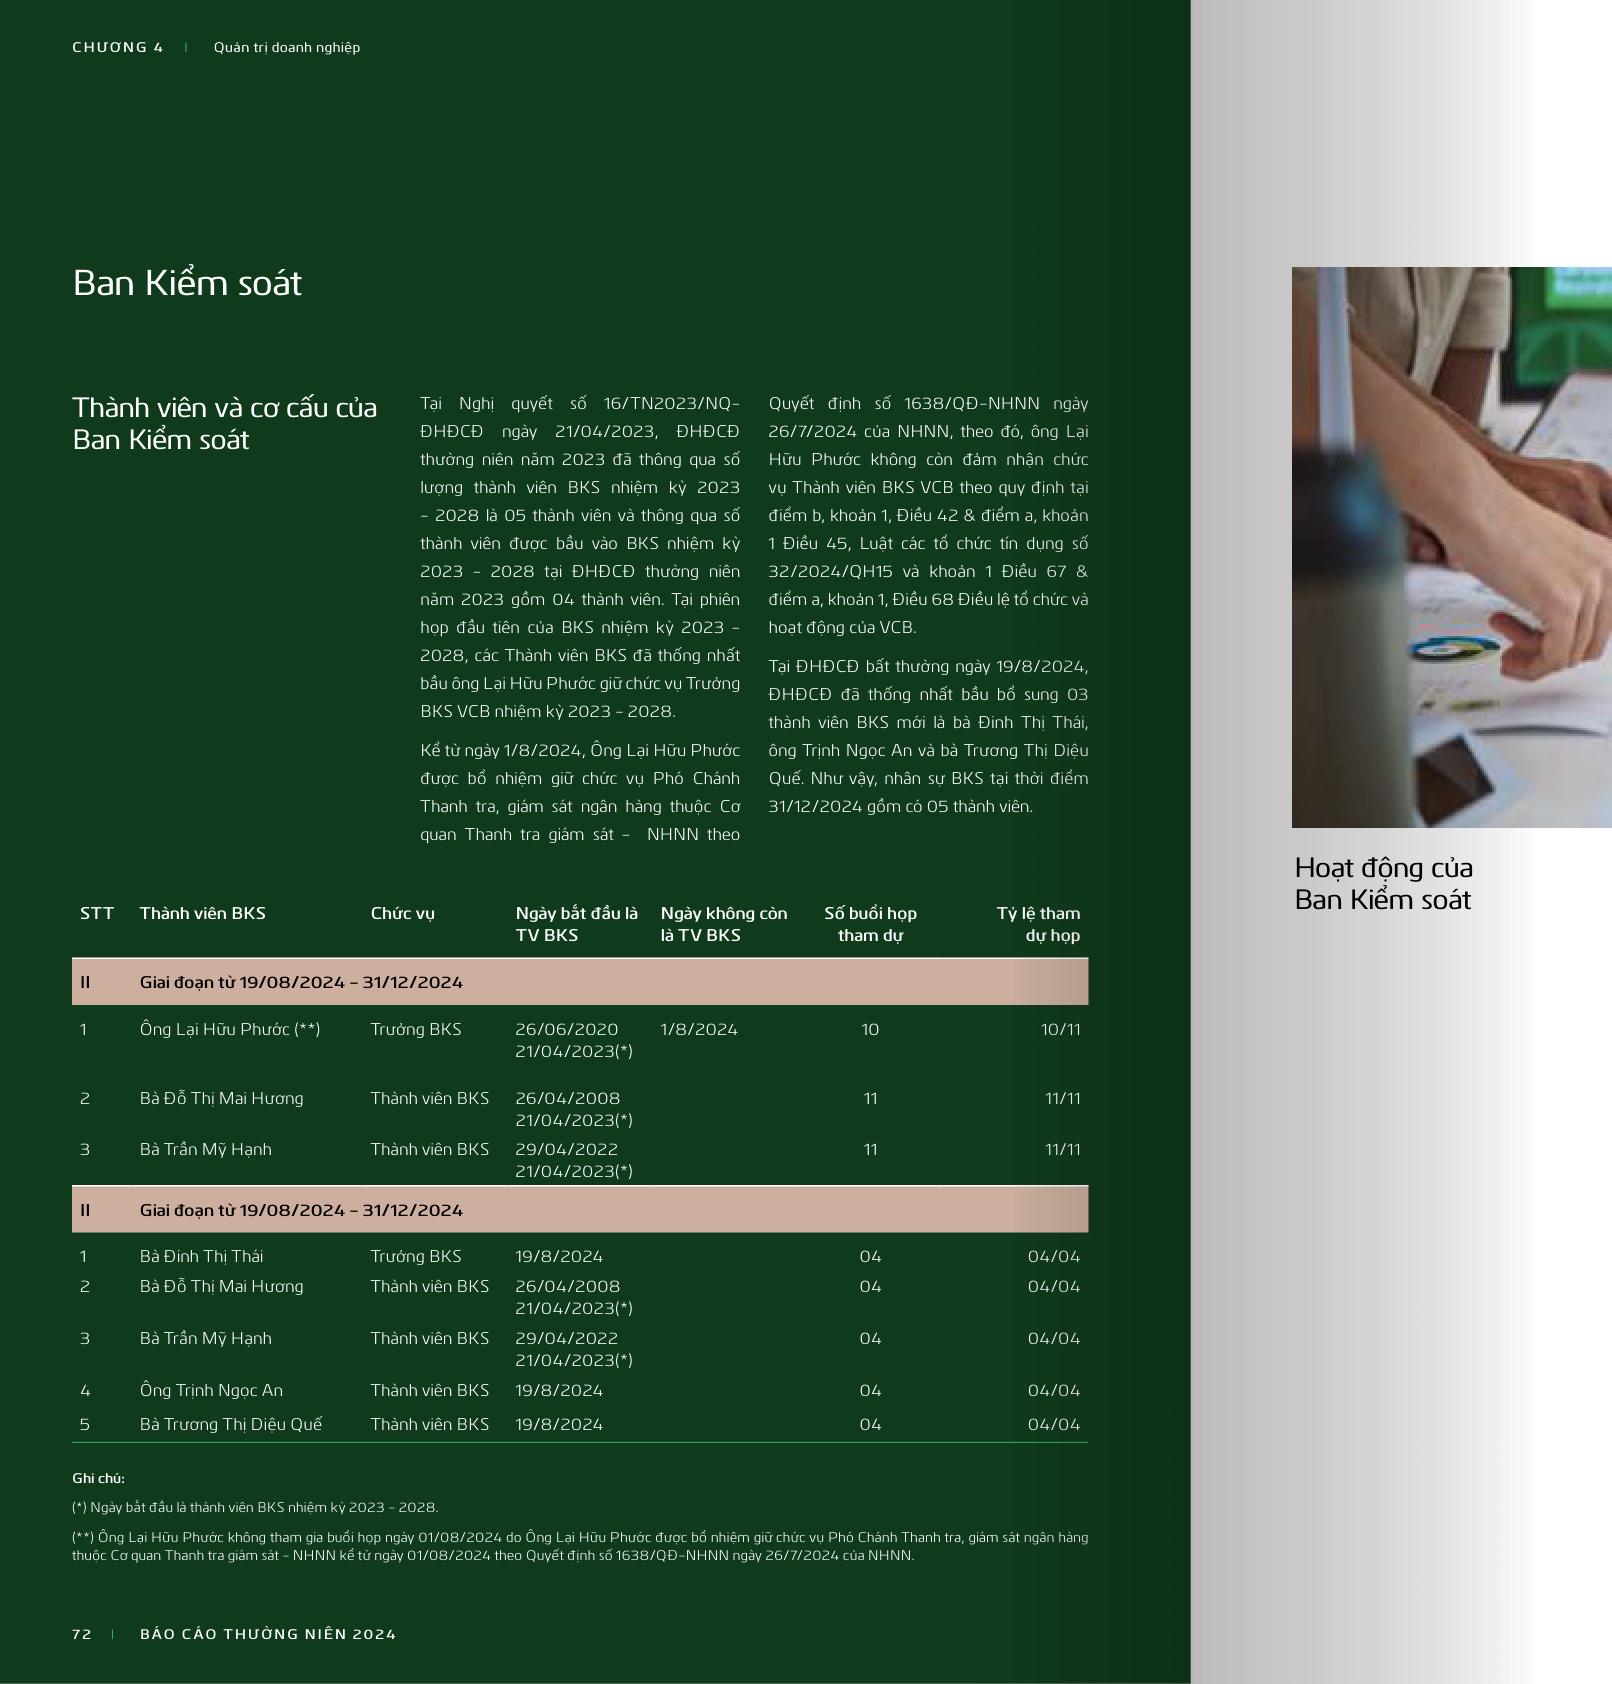 CHƯƠNG 4 | Quản trị doanh nghiệp
Ban Kiểm soát
Thành viên và cơ cấu của
Ban Kiểm soát
Tại Nghị quyết số 16/TN2023/NQ–
ĐHĐCĐ ngày 21/04/2023, ĐHĐCĐ
thường niên năm 2023 đã thông qua số
lượng thành viên BKS nhiệm kỳ 2023
– 2028 là 05 thành viên và thông qua số
thành viên được bầu vào BKS nhiệm kỳ
2023 – 2028 tại ĐHĐCĐ thường niên
năm 2023 gồm 04 thành viên. Tại phiên
họp đầu tiên của BKS nhiệm kỳ 2023 –
2028, các Thành viên BKS đã thống nhất
bầu ông Lại Hữu Phước giữ chức vụ Trưởng
BKS VCB nhiệm kỳ 2023 – 2028.
Kể từ ngày 1/8/2024, Ông Lại Hữu Phước
được bổ nhiệm giữ chức vụ Phó Chánh
Thanh tra, giám sát ngân hàng thuộc Cơ
quan Thanh tra giám sát – NHNN theo
Quyết định số 1638/QĐ–NHNN ngày
26/7/2024 của NHNN, theo đó, ông Lại
Hữu Phước không còn đảm nhận chức
vụ Thành viên BKS VCB theo quy định tại
điểm b, khoản 1, Điều 42 & điểm a, khoản
1 Điều 45, Luật các tổ chức tín dụng số
32/2024/QH15 và khoản 1 Điều 67 &
điểm a, khoản 1, Điều 68 Điều lệ tổ chức và
hoạt động của VCB.
Tại ĐHĐCĐ bất thường ngày 19/8/2024,
ĐHĐCĐ đã thống nhất bầu bổ sung 03
thành viên BKS mới là bà Đinh Thị Thái,
ông Trịnh Ngọc An và bà Trương Thị Diệu
Quế. Như vậy, nhân sự BKS tại thời điểm
31/12/2024 gồm có 05 thành viên.
Hoạt động của
Ban Kiểm soát
STT Thành viên BKS Chức vụ Ngày bắt đầu là Ngày không còn Số buổi họp Tỷ lệ tham
TV BKS là TV BKS tham dự dự họp
II Giai đoạn từ 19/08/2024 – 31/12/2024
1 Ông Lại Hữu Phước (**) Trưởng BKS 26/06/2020 1/8/2024 10 10/11
21/04/2023(*)
2 Bà Đỗ Thị Mai Hương Thành viên BKS 26/04/2008 11 11/11
21/04/2023(*)
3 Bà Trần Mỹ Hạnh Thành viên BKS 29/04/2022 11 11/11
21/04/2023(*)
II Giai đoạn từ 19/08/2024 – 31/12/2024
1 Bà Đinh Thị Thái Trưởng BKS 19/8/2024 04 04/04
2 Bà Đỗ Thị Mai Hương Thành viên BKS 26/04/2008 04 04/04
21/04/2023(*)
3 Bà Trần Mỹ Hạnh Thành viên BKS 29/04/2022 04 04/04
21/04/2023(*)
4 Ông Trịnh Ngọc An Thành viên BKS 19/8/2024 04 04/04
5 Bà Trương Thị Diệu Quế Thành viên BKS 19/8/2024 04 04/04
Ghi chú:
(*) Ngày bắt đầu là thành viên BKS nhiệm kỳ 2023 – 2028.
(**) Ông Lại Hữu Phước không tham gia buổi họp ngày 01/08/2024 do Ông Lại Hữu Phước được bổ nhiệm giữ chức vụ Phó Chánh Thanh tra, giám sát ngân hàng
thuộc Cơ quan Thanh tra giám sát – NHNN kể từ ngày 01/08/2024 theo Quyết định số 1638/QĐ–NHNN ngày 26/7/2024 của NHNN.
72 | BÁO CÁO THƯỜNG NIÊN 2024